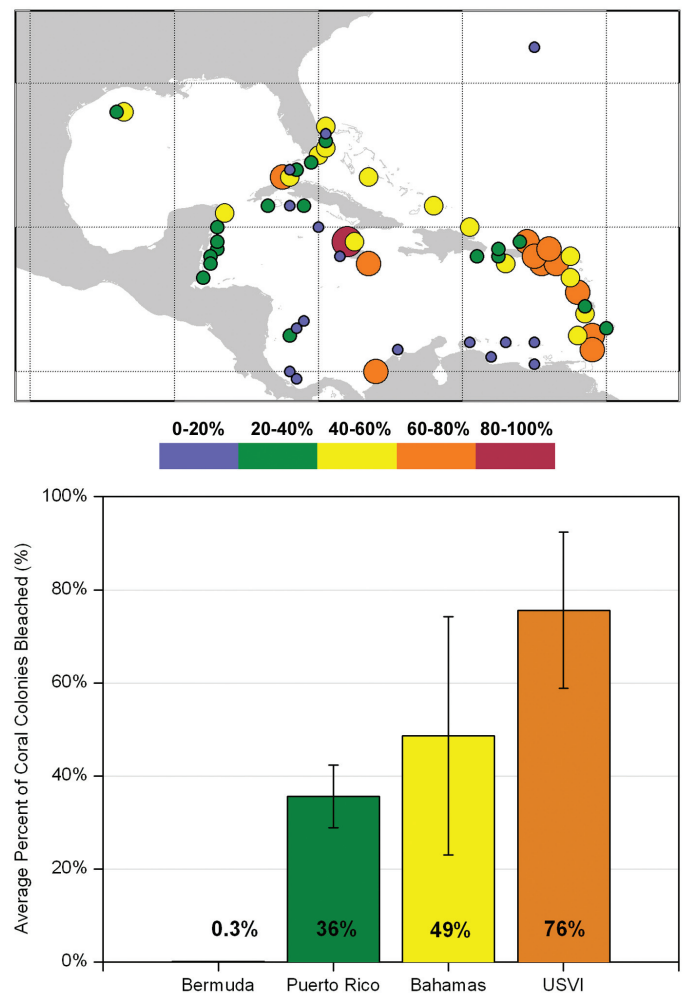 0-20% 20-40% 40-60% 60-80% 80-100%
100%
80%
60%
40%
20%
0%
Average Percent of Coral Colonies Bleached (%)
0.3% 36% 49% 76%
Bermuda Puerto Rico Bahamas USVI